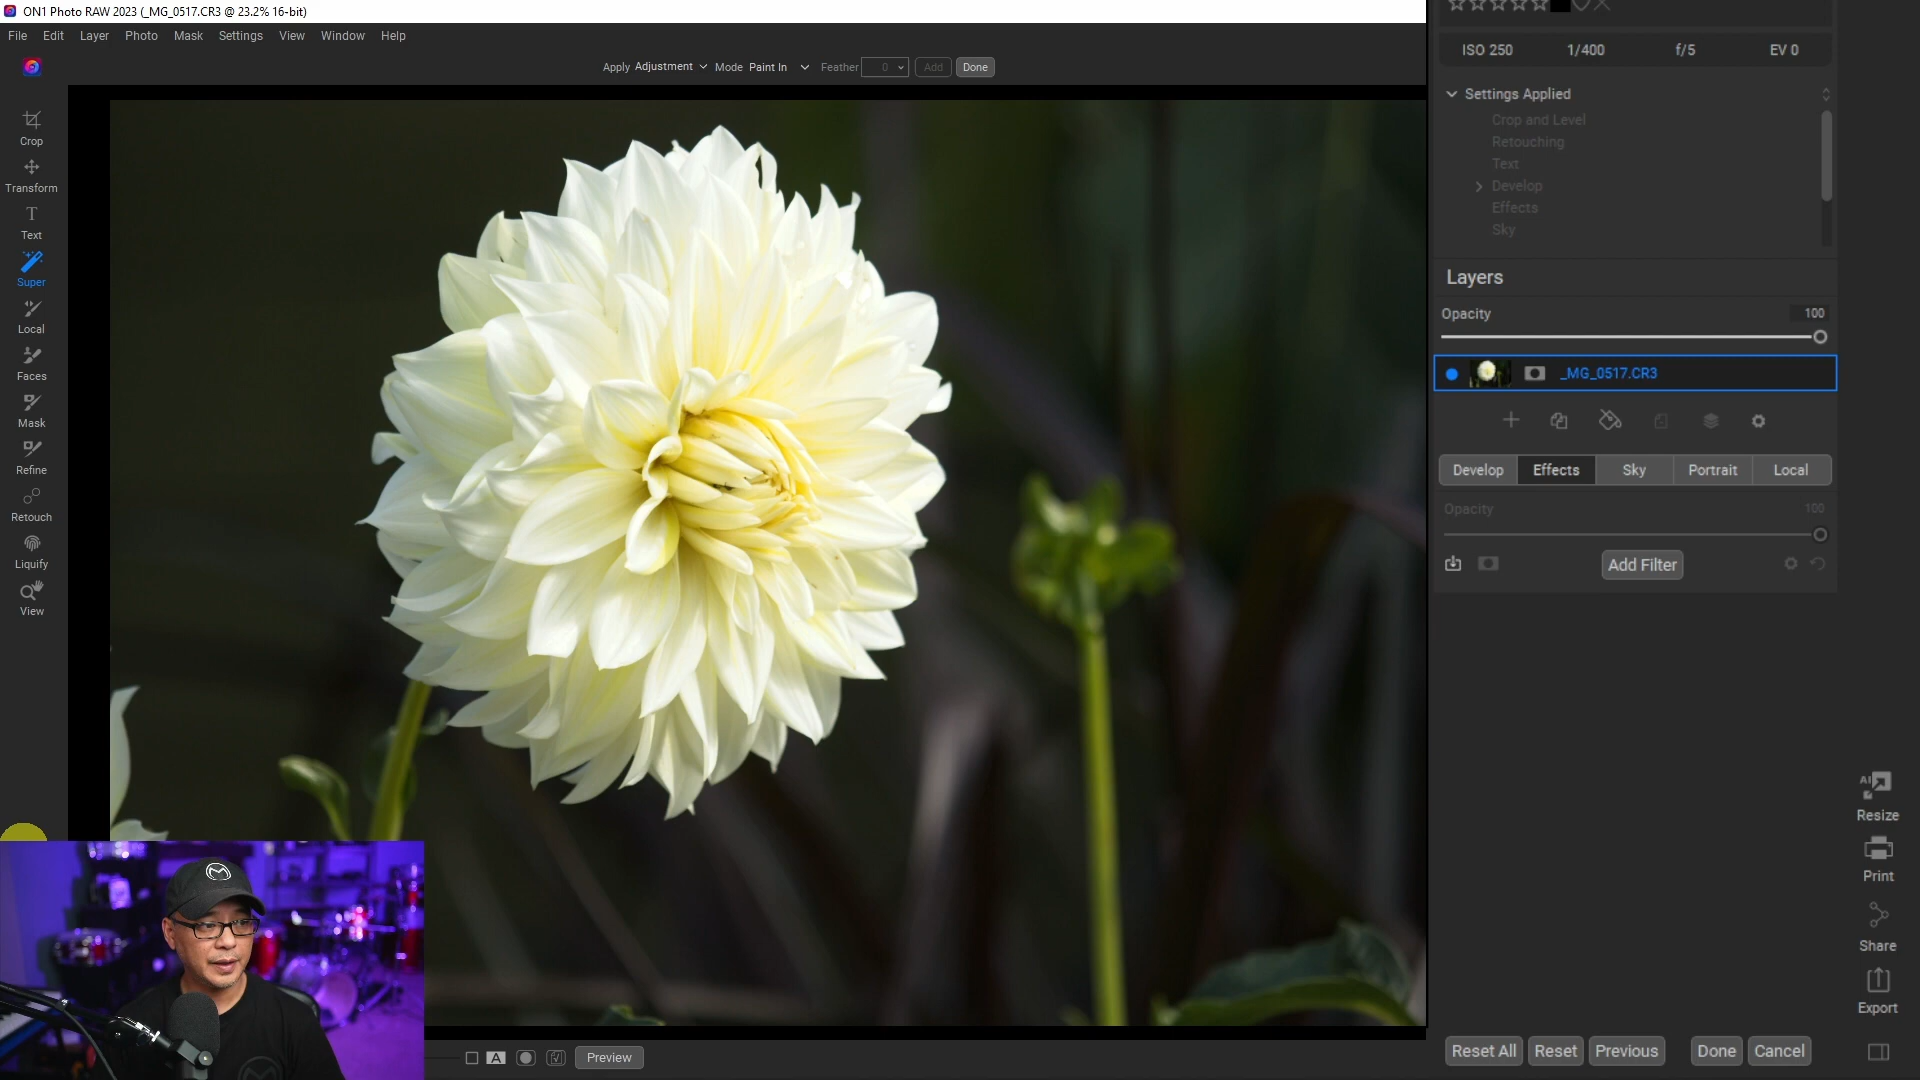 ON1 Photo RAW 2023 (_MG_0517.CR3 @ 23.2% 16-bit)
File Edit Layer Photo Mask Settings View Window Help
Apply Adjustment Mode Paint In Feather 0 Add Done
Crop
Transform
T
Text
Super
Local
Faces
Mask
Refine
Retouch
Liquify
View
A
Preview
ISO 250 1/400 f/5 EV 0
Settings Applied
Crop and Level
Retouching
Text
Develop
Effects
Sky
Layers
Opacity 100
_MG_0517.CR3
Develop Effects Sky Portrait Local
Opacity 100
Add Filter
AI
Resize
Print
Share
Export
Reset All Reset Previous Done Cancel